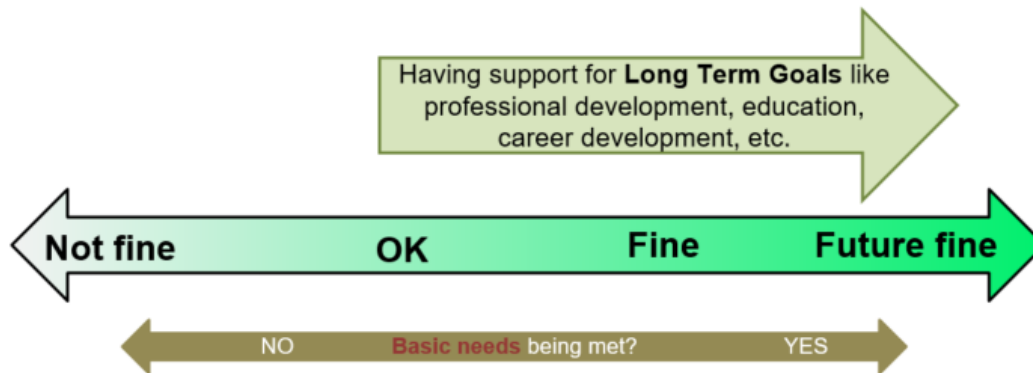 Having support for Long Term Goals like
professional development, education,
career development, etc.
Not fine OK Fine Future fine
NO Basic needs being met? YES